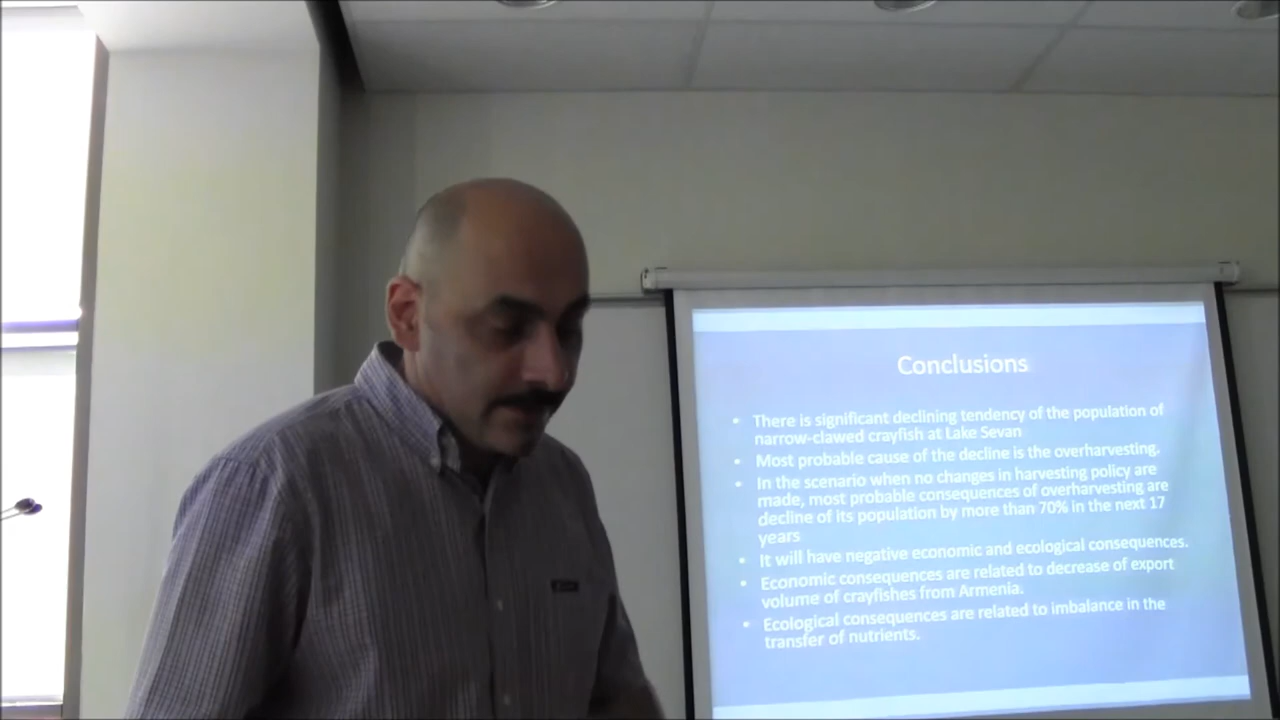 Conclusions
• There is significant declining tendency of the population of
narrow-clawed crayfish at Lake Sevan
• Most probable cause of the decline is the overharvesting.
• In the scenario when no changes in harvesting policy are
made, most probable consequences of overharvesting are
decline of its population by more than 70% in the next 17
years
• It will have negative economic and ecological consequences.
• Economic consequences are related to decrease of export
volume of crayfishes from Armenia.
• Ecological consequences are related to imbalance in the
transfer of nutrients.